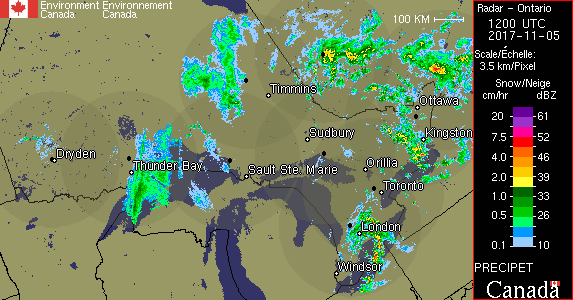 Environment Environnement
Canada Canada
100 KM
Radar - Ontario
1200 UTC
2017-11-05
Scale/Échelle:
3.5 km/Pixel
Snow/Neige
cm/hr dBZ
20 61
7.5 52
4.0 46
2.0 39
1.0 33
0.5 26
0.1 10
PRECIPET
Canada
Timmins
Ottawa
Sudbury
Kingston
Dryden
Thunder Bay
Sault Ste. Marie
Orillia
Toronto
London
Windsor